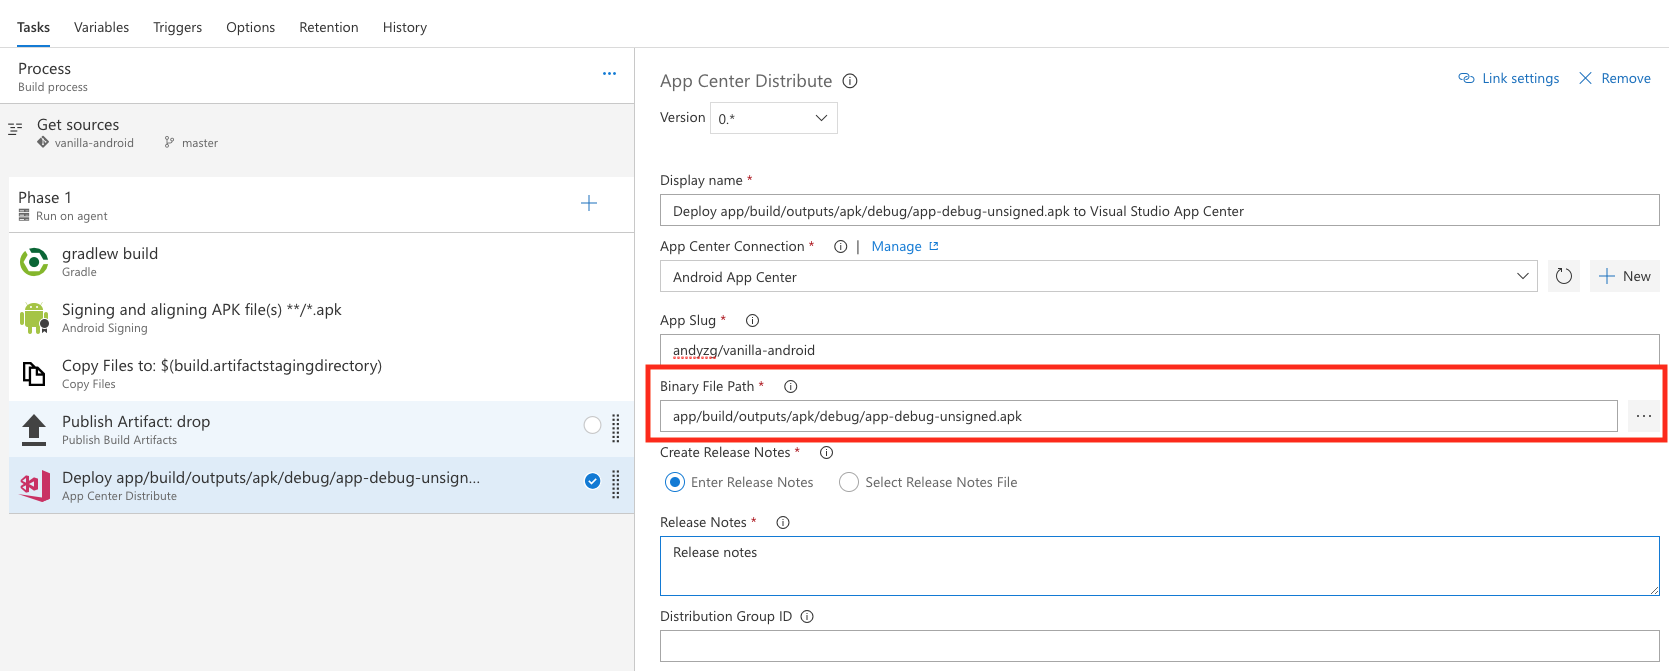 Tasks Variables Triggers Options Retention History
Process
Build process
...
Get sources
vanilla-android master
Phase 1
Run on agent
gradlew build
Gradle
Signing and aligning APK file(s) **/*.apk
Android Signing
Copy Files to: $(build.artifactstagingdirectory)
Copy Files
Publish Artifact: drop
Publish Build Artifacts
Deploy app/build/outputs/apk/debug/app-debug-unsign...
App Center Distribute
App Center Distribute
Link settings Remove
Version 0.*
Display name *
Deploy app/build/outputs/apk/debug/app-debug-unsigned.apk to Visual Studio App Center
App Center Connection * | Manage
Android App Center
New
App Slug *
andyzg/vanilla-android
Binary File Path *
app/build/outputs/apk/debug/app-debug-unsigned.apk
...
Create Release Notes *
Enter Release Notes Select Release Notes File
Release Notes *
Release notes
Distribution Group ID